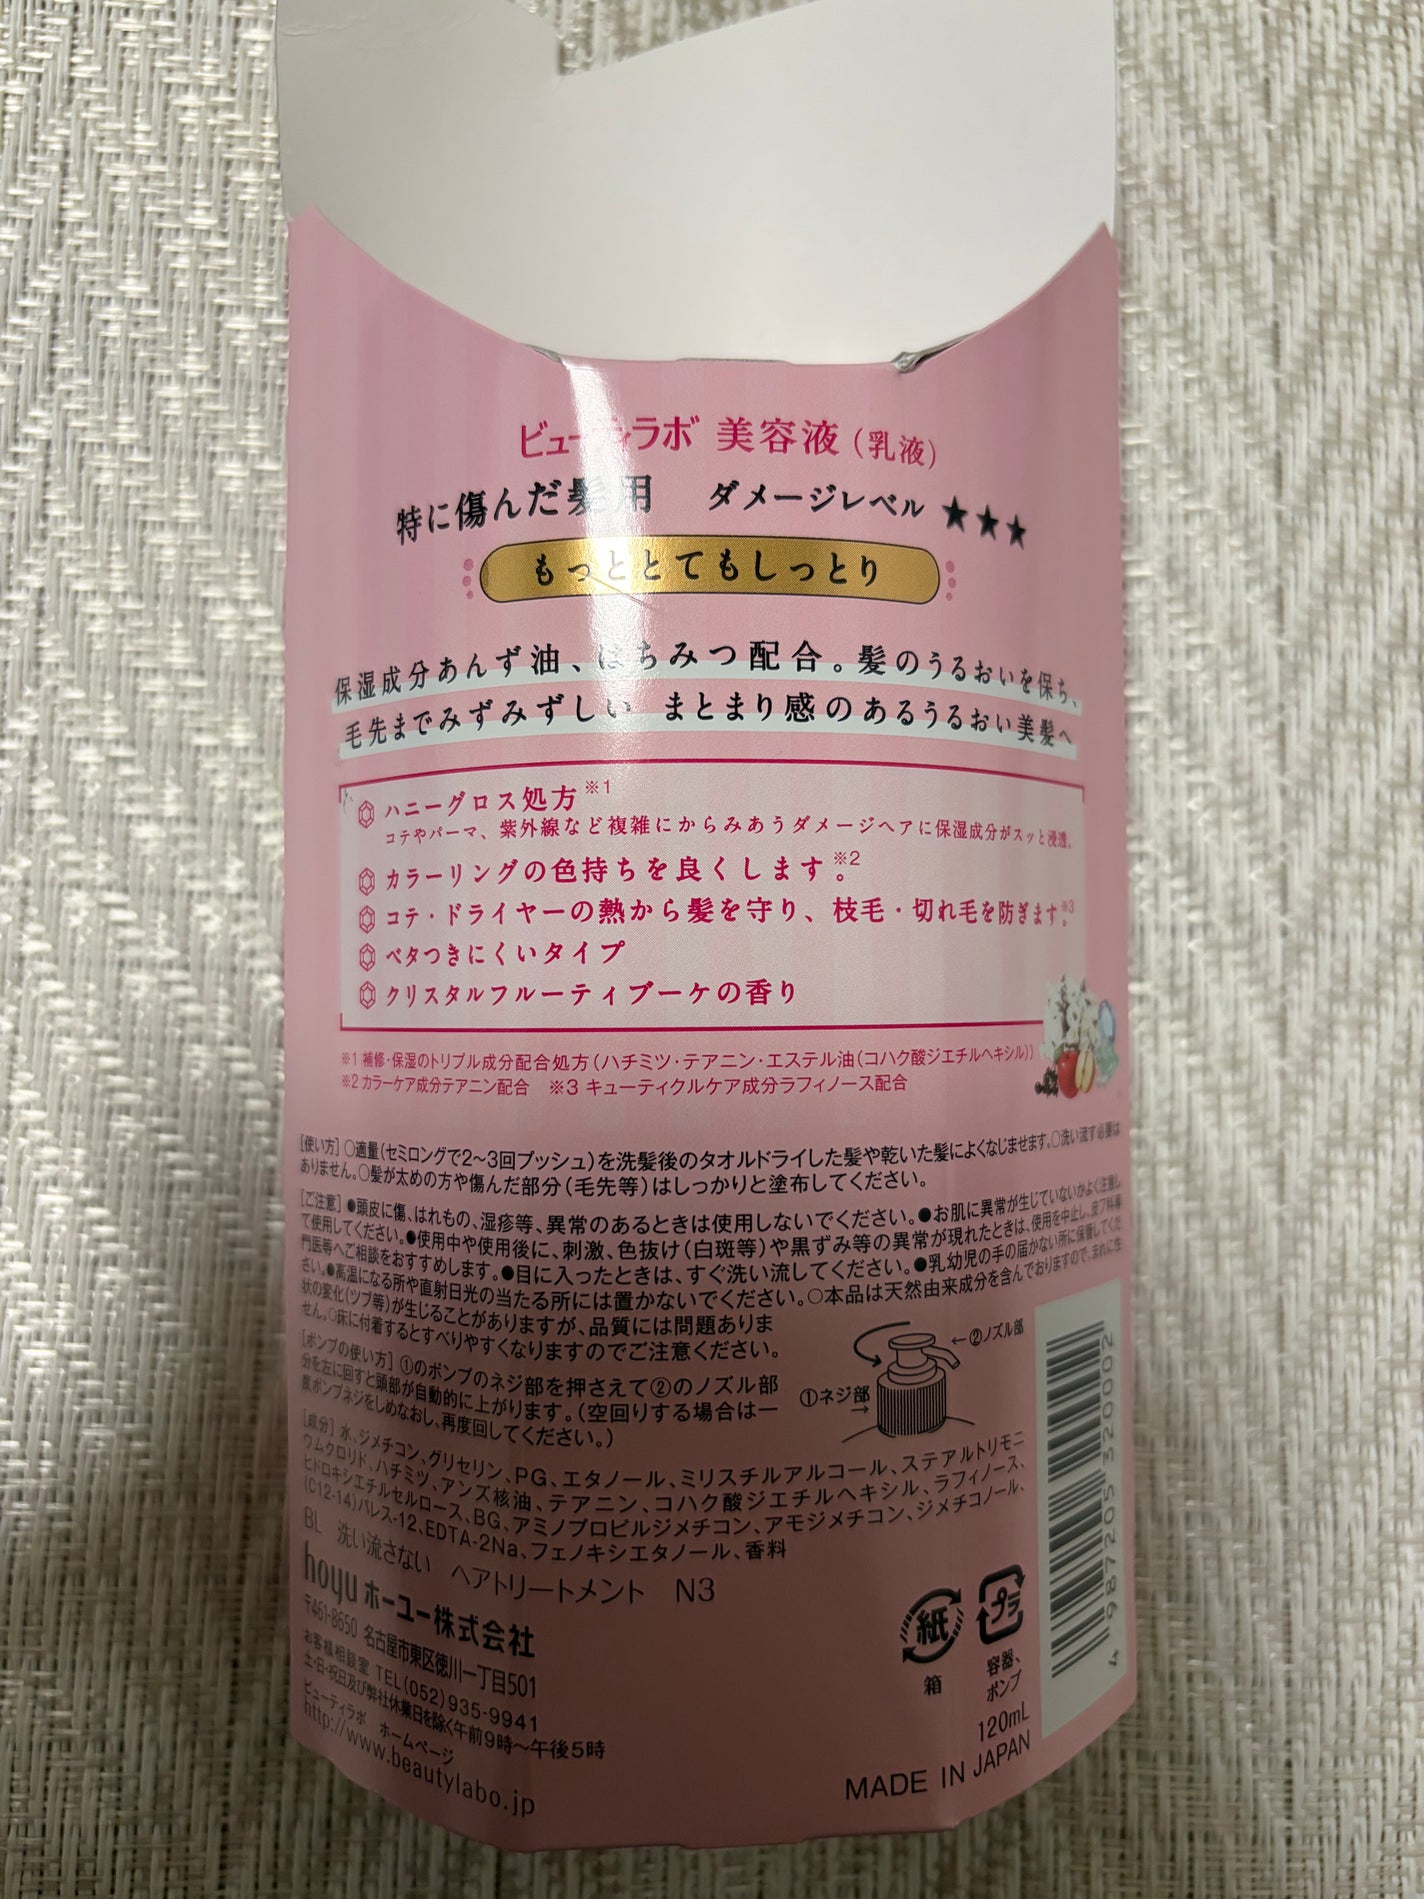 ビューティラボ 美容液(乳液)
特に傷んだ髪用 ダメージレベル ★★★
もっととてもしっとり
保湿成分あんず油、はちみつ配合。髪のうるおいを保ち、
毛先までみずみずしい まとまり感のあるうるおい美髪へ
ハニーグロス処方※1
コテやパーマ、紫外線など複雑にからみあうダメージヘアに保湿成分がスッと浸透。
カラーリングの色持ちを良くします。※2
コテ・ドライヤーの熱から髪を守り、枝毛・切れ毛を防ぎます。※3
ベタつきにくいタイプ
クリスタルフルーティブーケの香り
※1 補修・保湿のトリプル成分配合処方(ハチミツ・テアニン・エステル油(コハク酸ジエチルヘキシル))
※2 カラーケア成分テアニン配合 ※3 キューティクルケア成分ラフィノース配合
[使い方] ○適量(セミロングで2〜3回プッシュ)を洗髪後のタオルドライした髪や乾いた髪によくなじませます。○洗い流す必要は
ありません。○髪が太めの方や傷んだ部分(毛先等)はしっかりと塗布してください。
[ご注意] ●頭皮に傷、はれもの、湿疹等、異常のあるときは使用しないでください。●お肌に異常が生じていないかよく注意し
て使用してください。●使用中や使用後に、刺激、色抜け(白斑等)や黒ずみ等の異常が現れたときは、使用を中止し、皮フ科専
門医等へご相談をおすすめします。●目に入ったときは、すぐ洗い流してください。●乳幼児の手の届かない所に保管してくだ
さい。●高温になる所や直射日光の当たる所には置かないでください。○本品は天然由来成分を含んでおりますので、まれに性
状の変化(ツブ等)が生じることがありますが、品質には問題ありま
せん。○床に付着するとすべりやすくなりますのでご注意ください。
[ポンプの使い方] ①のポンプのネジ部を押さえて②のノズル部
分を左に回すと頭部が自動的に上がります。(空回りする場合は一
度ポンプネジをしめなおし、再度回してください。)
←②ノズル部
①ネジ部→
[成分] 水、ジメチコン、グリセリン、PG、エタノール、ミリスチルアルコール、ステアルトリモニ
ウムクロリド、ハチミツ、アンズ核油、テアニン、コハク酸ジエチルヘキシル、ラフィノース、
ヒドロキシエチルセルロース、BG、アミノプロピルジメチコン、アモジメチコン、ジメチコノール、
(C12-14)パレス-12、EDTA-2Na、フェノキシエタノール、香料
BL 洗い流さない ヘアトリートメント N3
hoyu ホーユー株式会社
〒461-8650 名古屋市東区徳川一丁目501
お客様相談室 TEL(052)935-9941
土・日・祝日及び弊社休業日を除く午前9時〜午後5時
ビューティラボ ホームページ
http://www.beautylabo.jp
紙
箱
プラ
容器、
ポンプ
120mL
MADE IN JAPAN
4 987205 320002